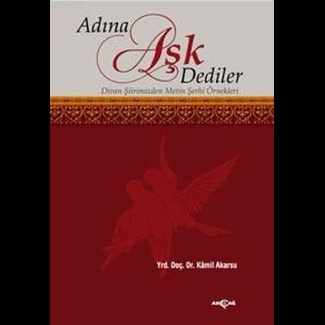 Adına
Aşk
Dediler
Divan Şiirimizden Metin Şerhi Örnekleri
Yrd. Doç. Dr. Kâmil Akarsu
AKÇAĞ